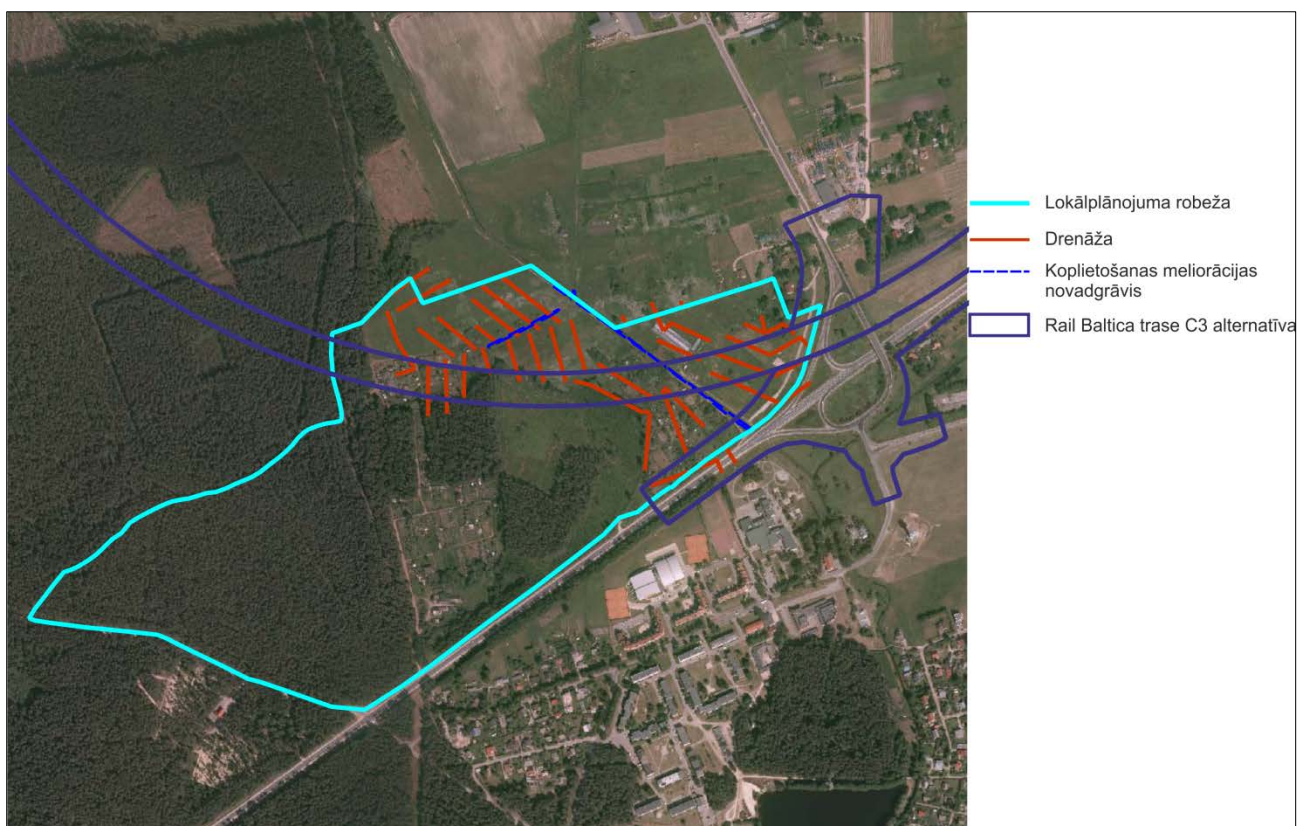 Lokālplānojuma robeža
Drenāža
Koplietošanas meliorācijas
novadgrāvis
Rail Baltica trase C3 alternatīva